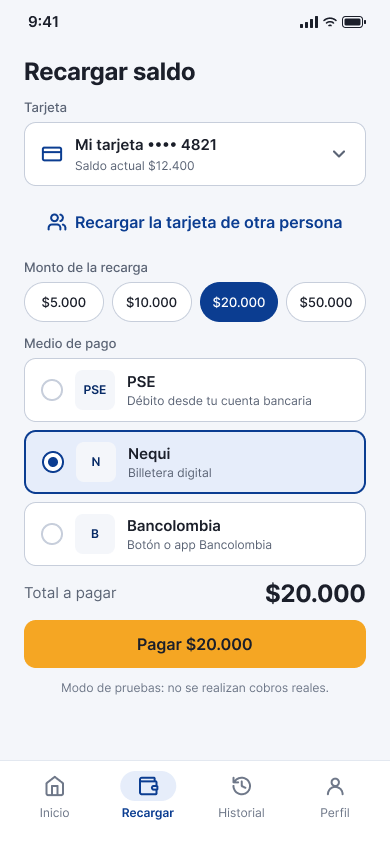 9:41
Recargar saldo
Tarjeta
Mi tarjeta •••• 4821
Saldo actual $12.400
Recargar la tarjeta de otra persona
Monto de la recarga
$5.000 $10.000 $20.000 $50.000
Medio de pago
PSE
PSE
Débito desde tu cuenta bancaria
N
Nequi
Billetera digital
B
Bancolombia
Botón o app Bancolombia
Total a pagar $20.000
Pagar $20.000
Modo de pruebas: no se realizan cobros reales.
Inicio Recargar Historial Perfil